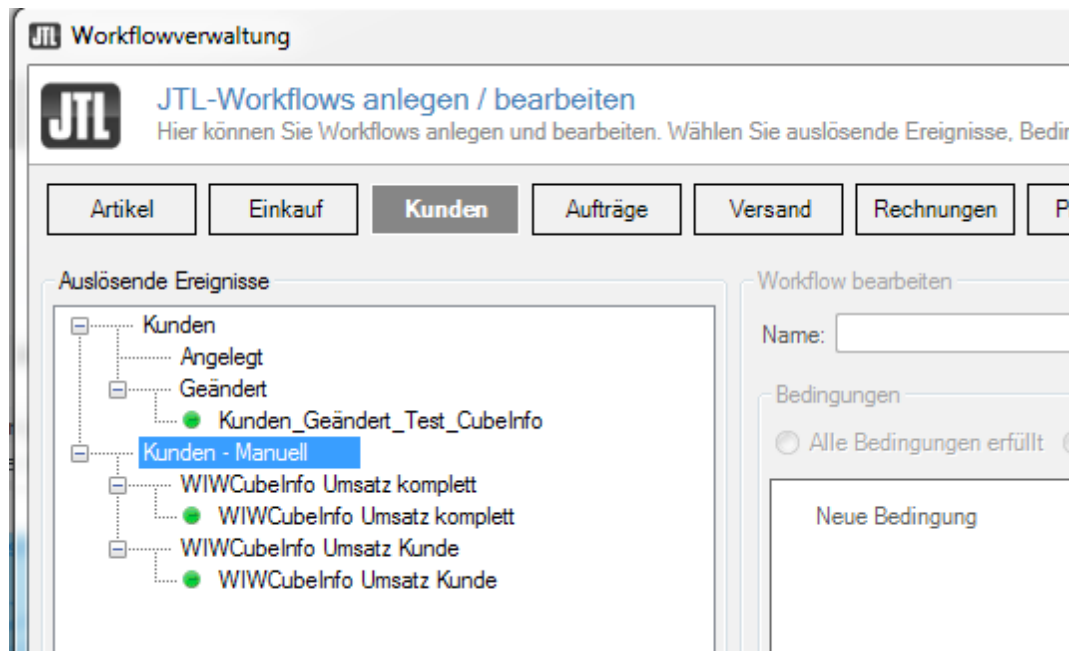 JTL Workflowverwaltung
JTL JTL-Workflows anlegen / bearbeiten
Hier können Sie Workflows anlegen und bearbeiten. Wählen Sie auslösende Ereignisse,
Artikel Einkauf Kunden Aufträge Versand Rechnungen P
Auslösende Ereignisse
Kunden
Angelegt
Geändert
Kunden_Geändert_Test_CubeInfo
Kunden - Manuell
WIWCubeInfo Umsatz komplett
WIWCubeInfo Umsatz komplett
WIWCubeInfo Umsatz Kunde
WIWCubeInfo Umsatz Kunde
Workflow bearbeiten
Name:
Bedingungen
Alle Bedingungen erfüllt
Neue Bedingung